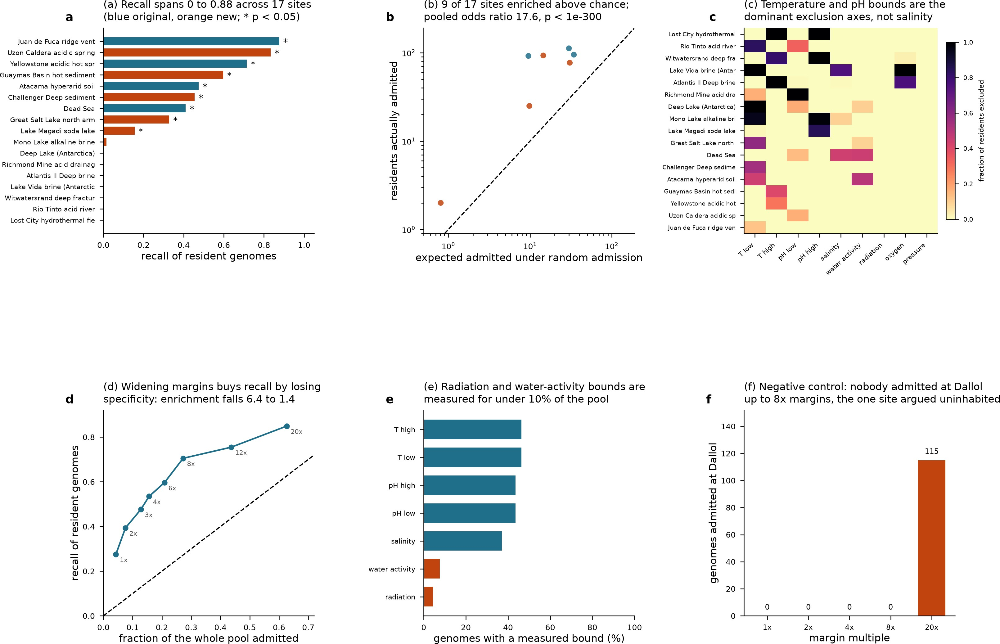 a
(a) Recall spans 0 to 0.88 across 17 sites
(blue original, orange new; * p < 0.05)
Juan de Fuca ridge vent
*
Uzon Caldera acidic spring
*
Yellowstone acidic hot spr
*
Guaymas Basin hot sediment
*
Atacama hyperarid soil
*
Challenger Deep sediment
*
Dead Sea
*
Great Salt Lake north arm
*
Lake Magadi soda lake
*
Mono Lake alkaline brine
Deep Lake (Antarctica)
Richmond Mine acid drainag
Atlantis II Deep brine
Lake Vida brine (Antarctic
Witwatersrand deep fractur
Rio Tinto acid river
Lost City hydrothermal fie
0.0 0.2 0.4 0.6 0.8 1.0
recall of resident genomes
b
(b) 9 of 17 sites enriched above chance;
pooled odds ratio 17.6, p < 1e-300
residents actually admitted
10²
10¹
10⁰
10⁰ 10¹ 10²
expected admitted under random admission
c
(c) Temperature and pH bounds are the
dominant exclusion axes, not salinity
Lost City hydrothermal
Rio Tinto acid river
Witwatersrand deep fra
Lake Vida brine (Antar
Atlantis II Deep brine
Richmond Mine acid dra
Deep Lake (Antarctica)
Mono Lake alkaline bri
Lake Magadi soda lake
Great Salt Lake north
Dead Sea
Challenger Deep sedime
Atacama hyperarid soil
Guaymas Basin hot sedi
Yellowstone acidic hot
Uzon Caldera acidic sp
Juan de Fuca ridge ven
T low
T high
pH low
pH high
salinity
water activity
radiation
oxygen
pressure
1.0
0.8
0.6
0.4
0.2
0.0
fraction of residents excluded
d
(d) Widening margins buys recall by losing
specificity: enrichment falls 6.4 to 1.4
recall of resident genomes
0.8
0.6
0.4
0.2
0.0
20x
12x
8x
6x
4x
3x
2x
1x
0.0 0.1 0.2 0.3 0.4 0.5 0.6 0.7
fraction of the whole pool admitted
e
(e) Radiation and water-activity bounds are
measured for under 10% of the pool
T high
T low
pH high
pH low
salinity
water activity
radiation
0 20 40 60 80 100
genomes with a measured bound (%)
f
(f) Negative control: nobody admitted at Dallol
up to 8x margins, the one site argued uninhabited
genomes admitted at Dallol
140
120
100
80
60
40
20
0
0 0 0 0 115
1x 2x 4x 8x 20x
margin multiple